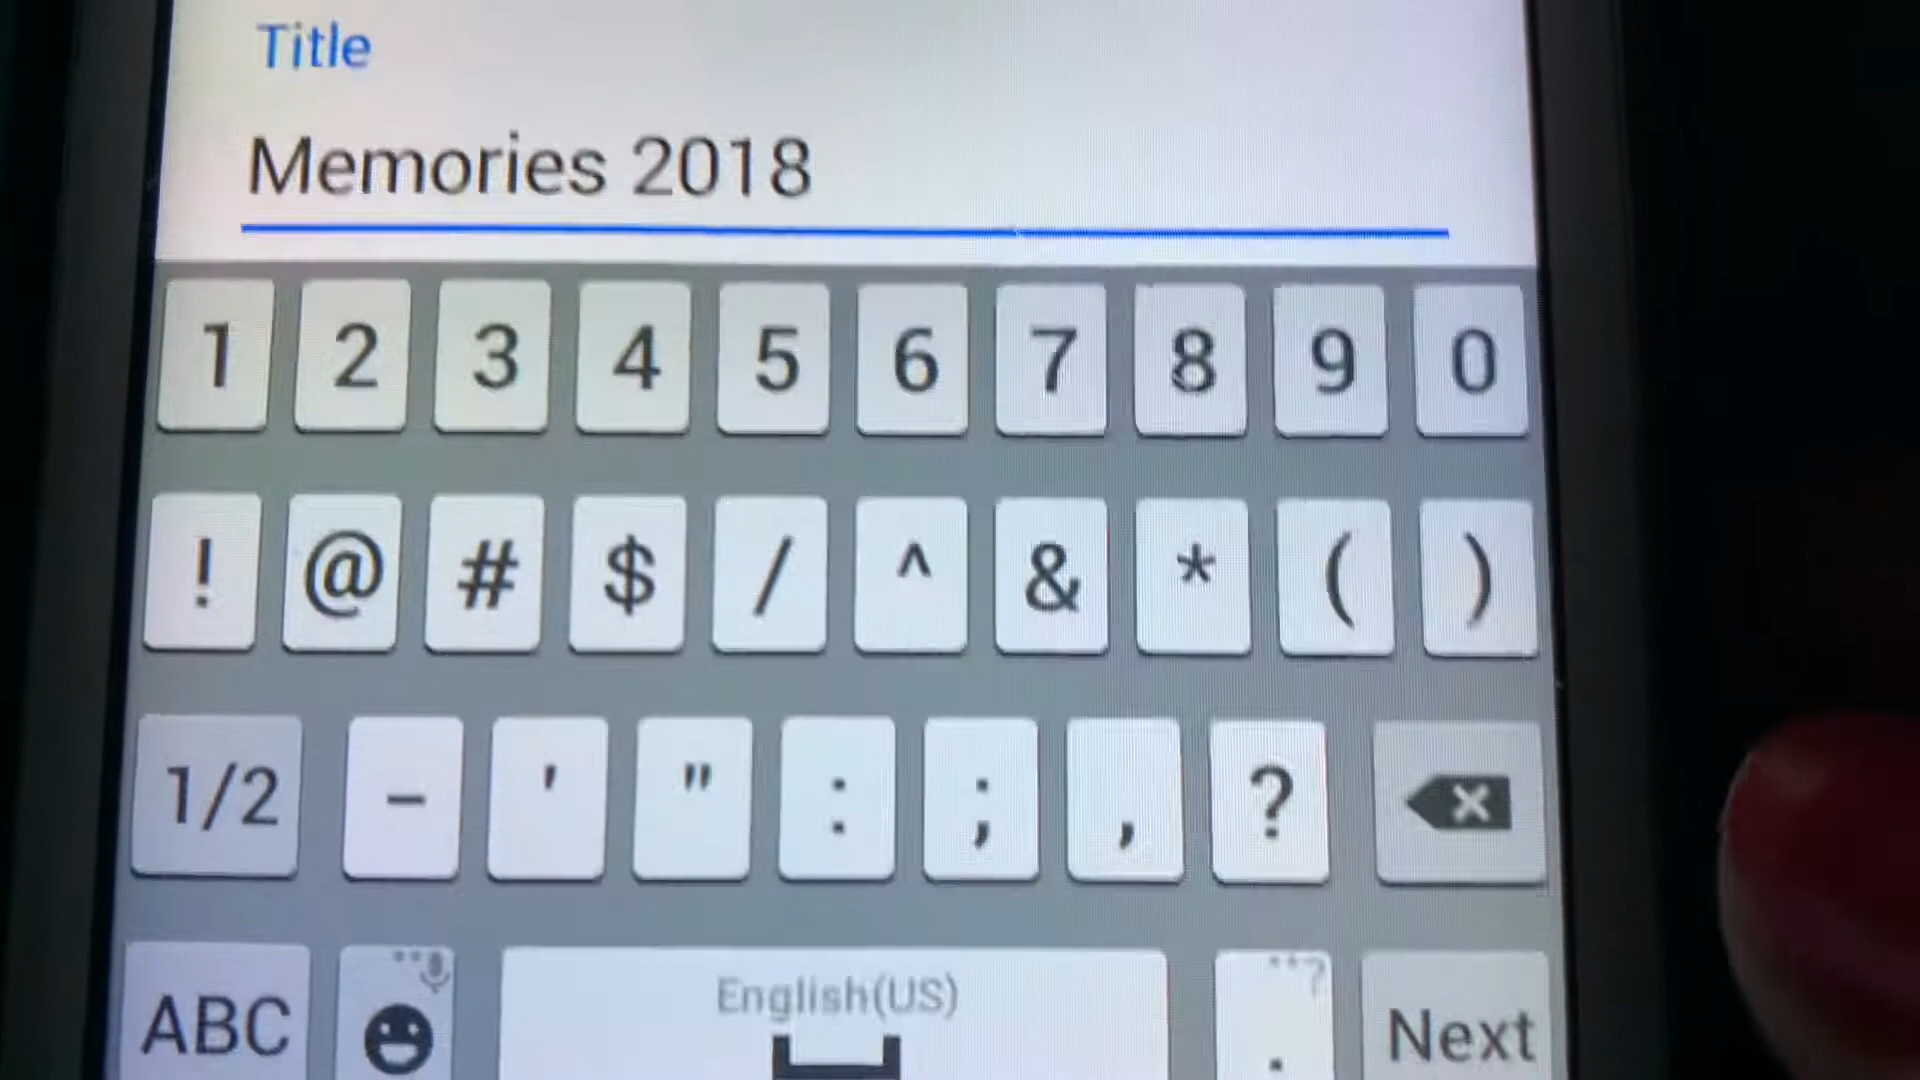 Title
Memories 2018
1 2 3 4 5 6 7 8 9 0
! @ # $ / ^ & * ( )
1/2 - ' " : ; , ?
ABC English(US) . ? Next